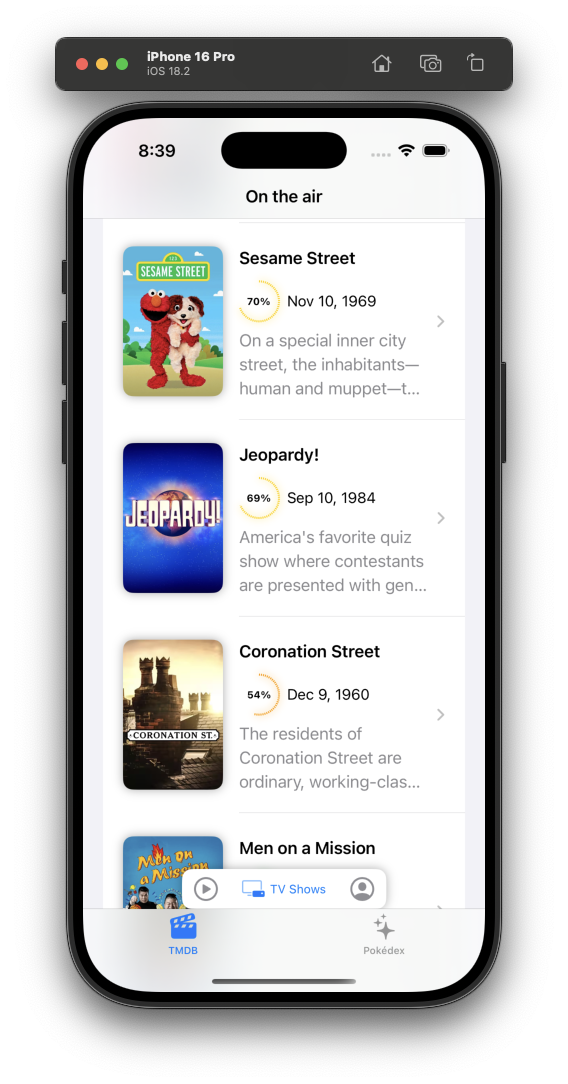 iPhone 16 Pro
iOS 18.2
8:39
On the air
SESAME STREET
Sesame Street
70% Nov 10, 1969
On a special inner city
street, the inhabitants—
human and muppet—t...
JEOPARDY!
Jeopardy!
69% Sep 10, 1984
America's favorite quiz
show where contestants
are presented with gen...
CORONATION ST.
Coronation Street
54% Dec 9, 1960
The residents of
Coronation Street are
ordinary, working-clas...
Men on
a Mission
Men on a Mission
TV Shows
TMDB
Pokédex